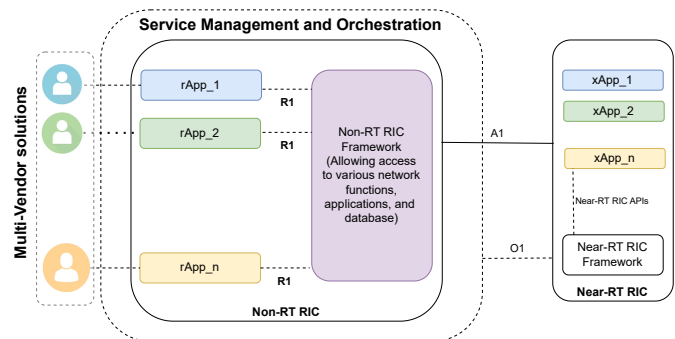 Service Management and Orchestration
Multi-Vendor solutions
rApp_1
R1
rApp_2
R1
rApp_n
R1
Non-RT RIC
Framework
(Allowing access
to various network
functions,
applications, and
database)
Non-RT RIC
A1
O1
xApp_1
xApp_2
xApp_n
Near-RT RIC APIs
Near-RT RIC
Framework
Near-RT RIC